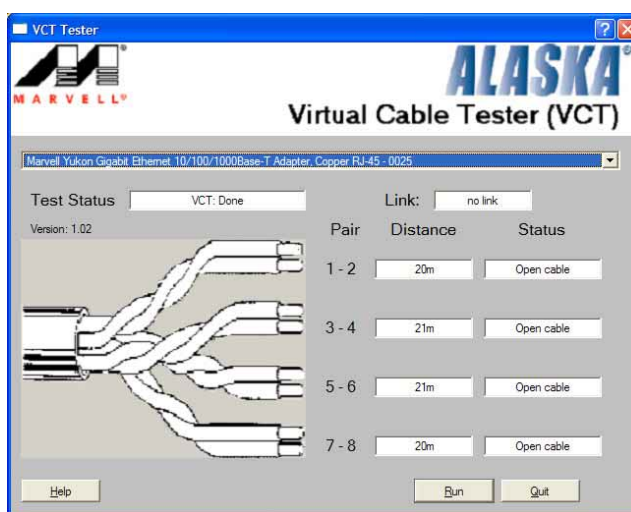 VCT Tester
MARVELL®
ALASKA®
Virtual Cable Tester (VCT)
Marvell Yukon Gigabit Ethernet 10/100/1000Base-T Adapter, Copper RJ-45 - 0025
Test Status VCT: Done Link: no link
Version: 1.02
Pair Distance Status
1 - 2 20m Open cable
3 - 4 21m Open cable
5 - 6 21m Open cable
7 - 8 20m Open cable
Help Run Quit